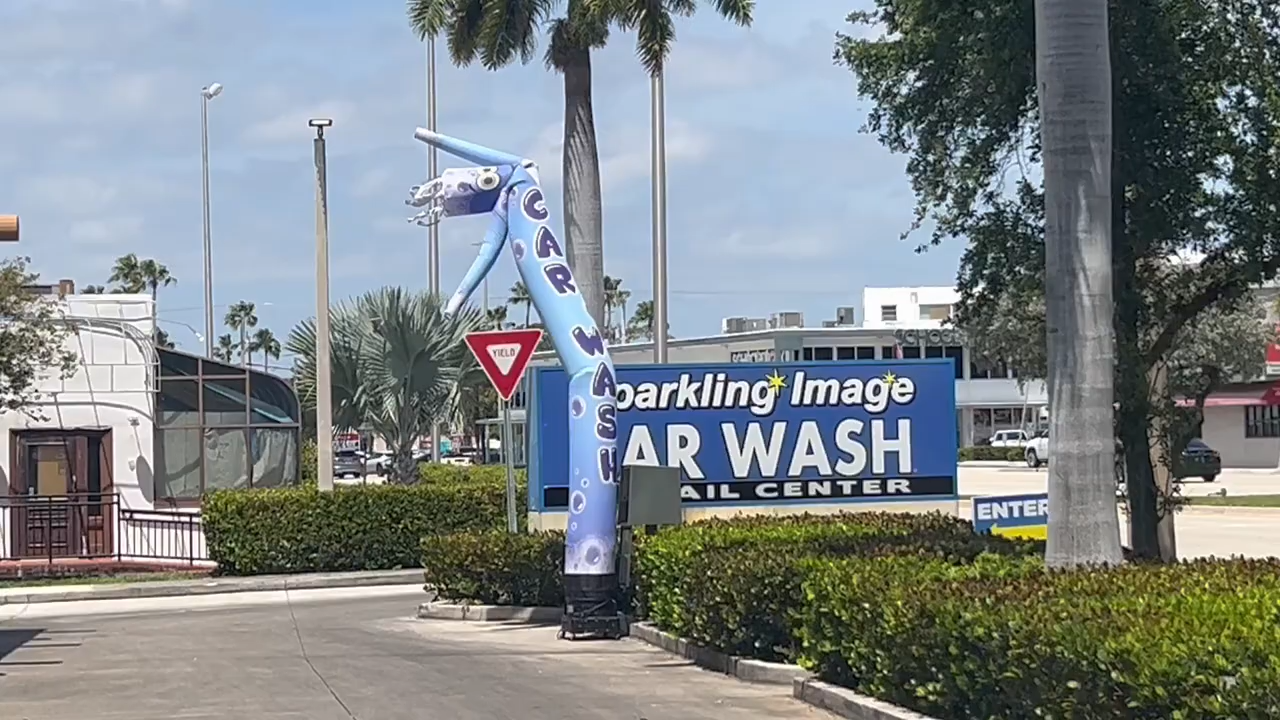 CAR WASH
YIELD
parkling Image
AR WASH
AIL CENTER
ENTER